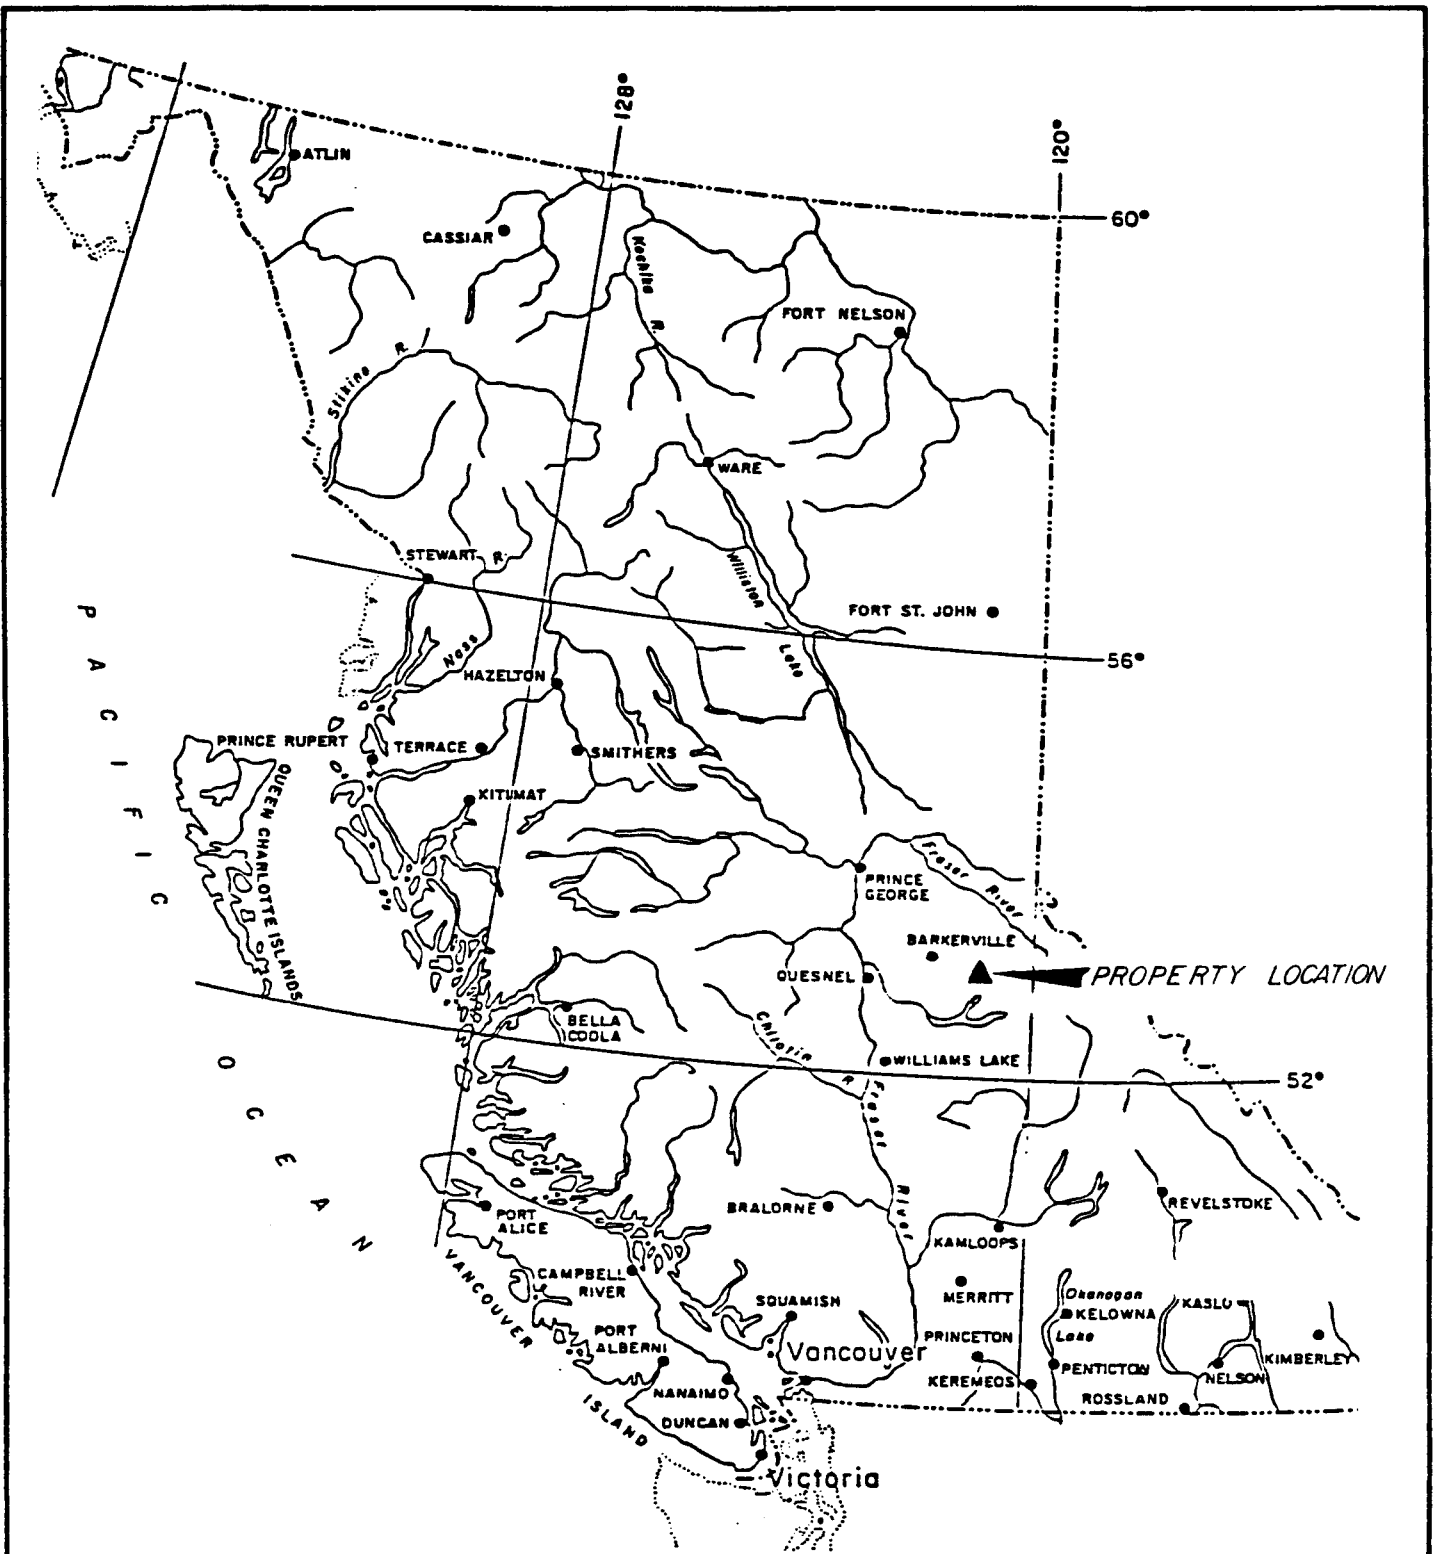 128°
120°
ATLIN
60°
CASSIAR
Kechika
R.
FORT NELSON
Stikine R.
WARE
STEWART
R.
Williston
Lake
FORT ST. JOHN
56°
Nass
HAZELTON
PACIFIC
OCEAN
PRINCE RUPERT
TERRACE
SMITHERS
KITIMAT
QUEEN CHARLOTTE ISLANDS
Fraser River
PRINCE
GEORGE
BARKERVILLE
QUESNEL
PROPERTY LOCATION
BELLA
COOLA
Chilcotin
R.
WILLIAMS LAKE
52°
Fraser
River
PORT
ALICE
BRALORNE
REVELSTOKE
KAMLOOPS
VANCOUVER
ISLAND
CAMPBELL
RIVER
MERRITT
SQUAMISH
Okanagan
Lake
KELOWNA
KASLO
PORT
ALBERNI
PRINCETON
Vancouver
PENTICTON
KIMBERLEY
NELSON
KEREMEOS
NANAIMO
ROSSLAND
DUNCAN
Victoria